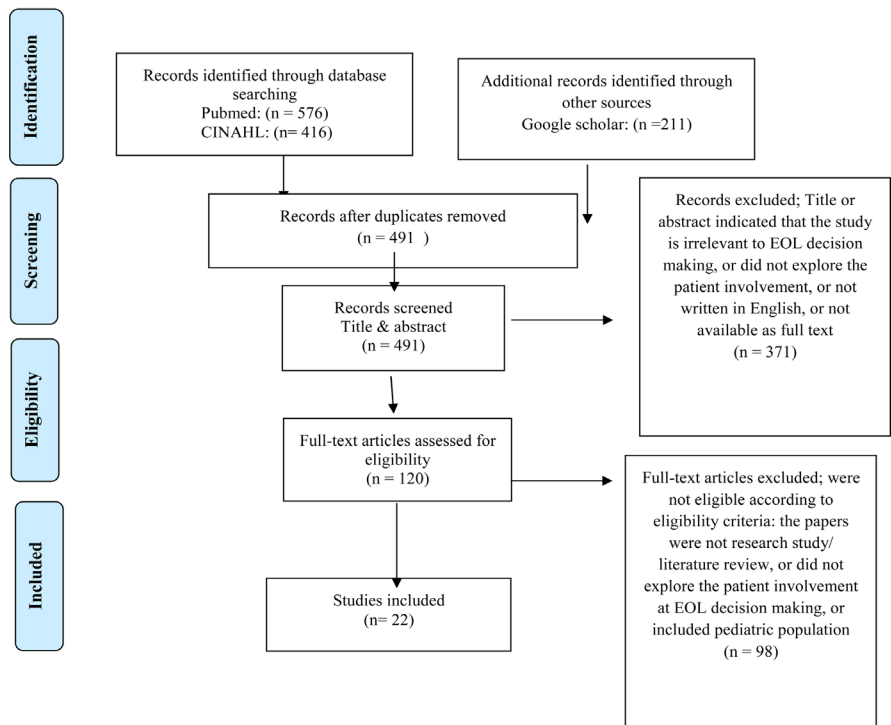 Identification
Records identified through database
searching
Pubmed: (n = 576)
CINAHL: (n= 416)
Additional records identified through
other sources
Google scholar: (n =211)
Screening
Records after duplicates removed
(n = 491   )
Records excluded; Title or
abstract indicated that the study
is irrelevant to EOL decision
making, or did not explore the
patient involvement, or not
written in English, or not
available as full text
(n = 371)
Records screened
Title & abstract
(n = 491)
Eligibility
Full-text articles assessed for
eligibility
(n = 120)
Full-text articles excluded; were
not eligible according to
eligibility criteria: the papers
were not research study/
literature review, or did not
explore the patient involvement
at EOL decision making, or
included pediatric population
(n = 98)
Included
Studies included
(n= 22)